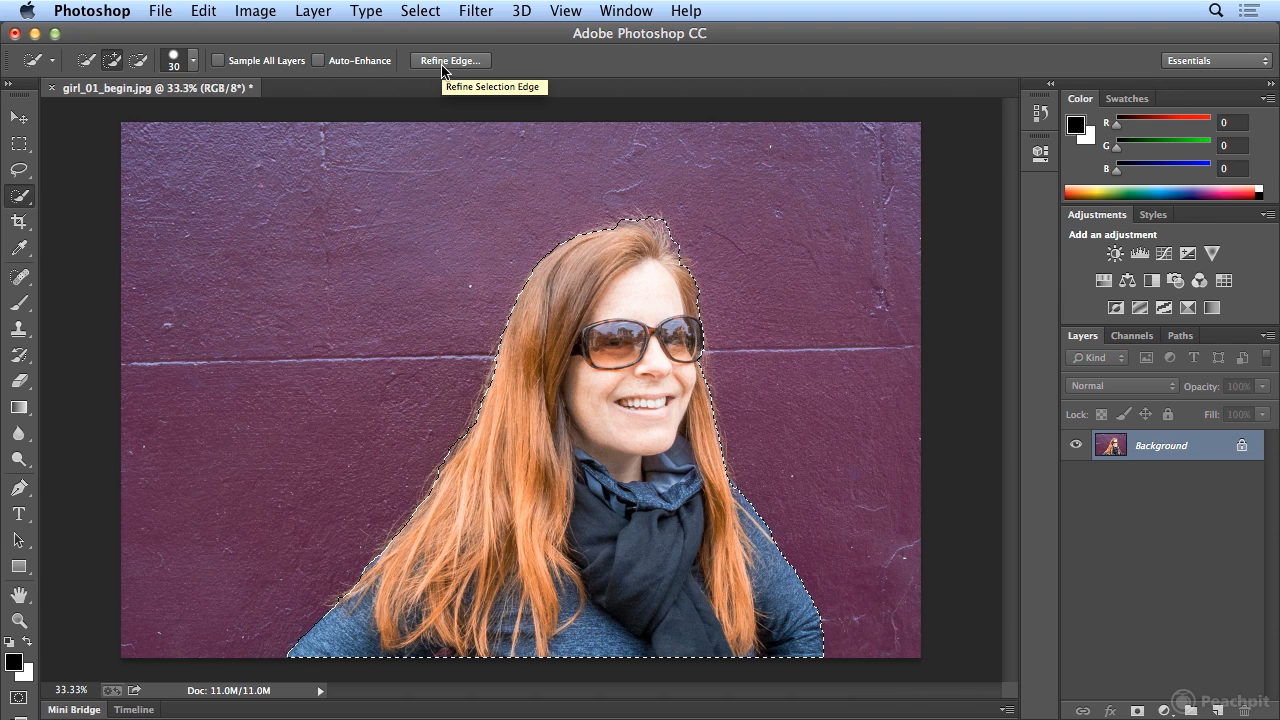 Photoshop File Edit Image Layer Type Select Filter 3D View Window Help
Adobe Photoshop CC
30 Sample All Layers Auto-Enhance Refine Edge... Essentials
Refine Selection Edge
× girl_01_begin.jpg @ 33.3% (RGB/8*) *
Color Swatches
R 0
G 0
B 0
Adjustments Styles
Add an adjustment
Layers Channels Paths
Kind
Normal Opacity: 100%
Lock: Fill: 100%
Background
33.33% Doc: 11.0M/11.0M
Mini Bridge Timeline
Peachpit